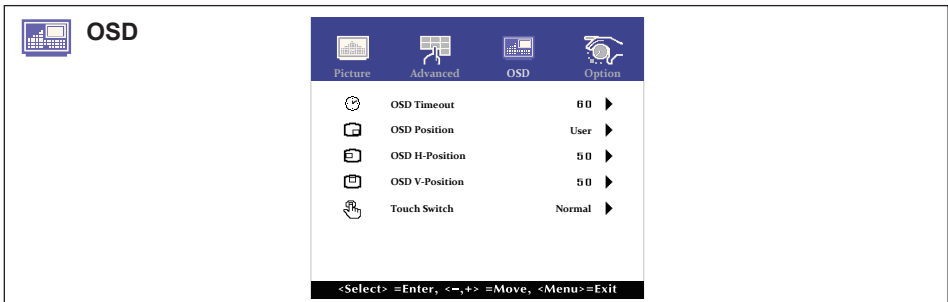 OSD
Picture Advanced OSD Option
OSD Timeout 60
OSD Position User
OSD H-Position 50
OSD V-Position 50
Touch Switch Normal
<Select> =Enter, <−,+> =Move, <Menu>=Exit